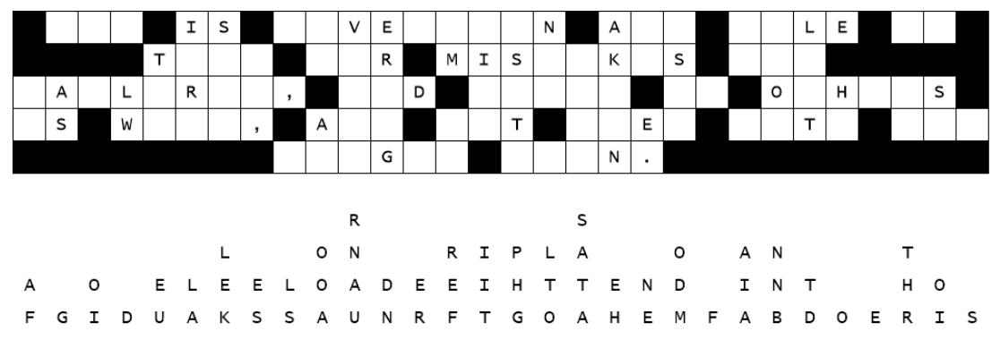 I S V E N A L E
T R M I S K S
A L R , D O H S
S W , A T E T
G N .
R S
L O N R I P L A O A N T
A O E L E E L O A D E E I H T T E N D I N T H O
F G I D U A K S S A U N R F T G O A H E M F A B D O E R I S